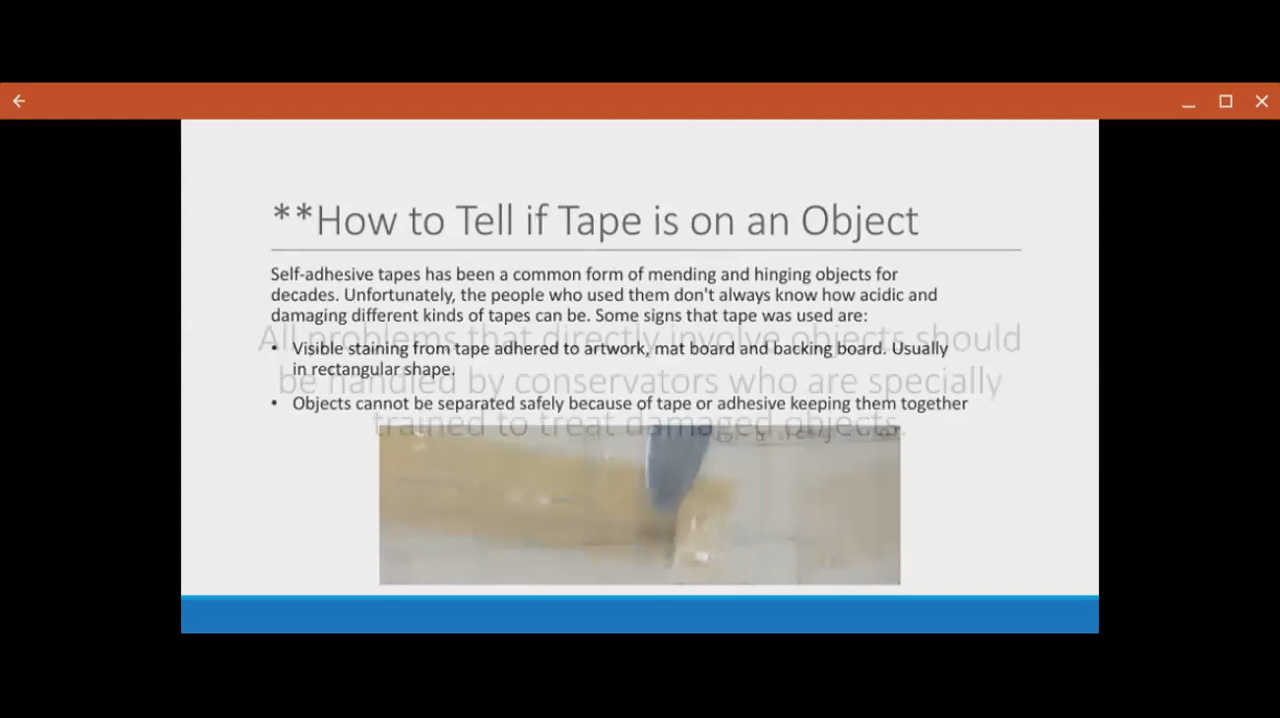 **How to Tell if Tape is on an Object
Self-adhesive tapes has been a common form of mending and hinging objects for
decades. Unfortunately, the people who used them don't always know how acidic and
damaging different kinds of tapes can be. Some signs that tape was used are:
All problems that directly involve objects should
• Visible staining from tape adhered to artwork, mat board and backing board. Usually
in rectangular shape.
be handled by conservators who are specially
• Objects cannot be separated safely because of tape or adhesive keeping them together
trained to treat damaged objects.